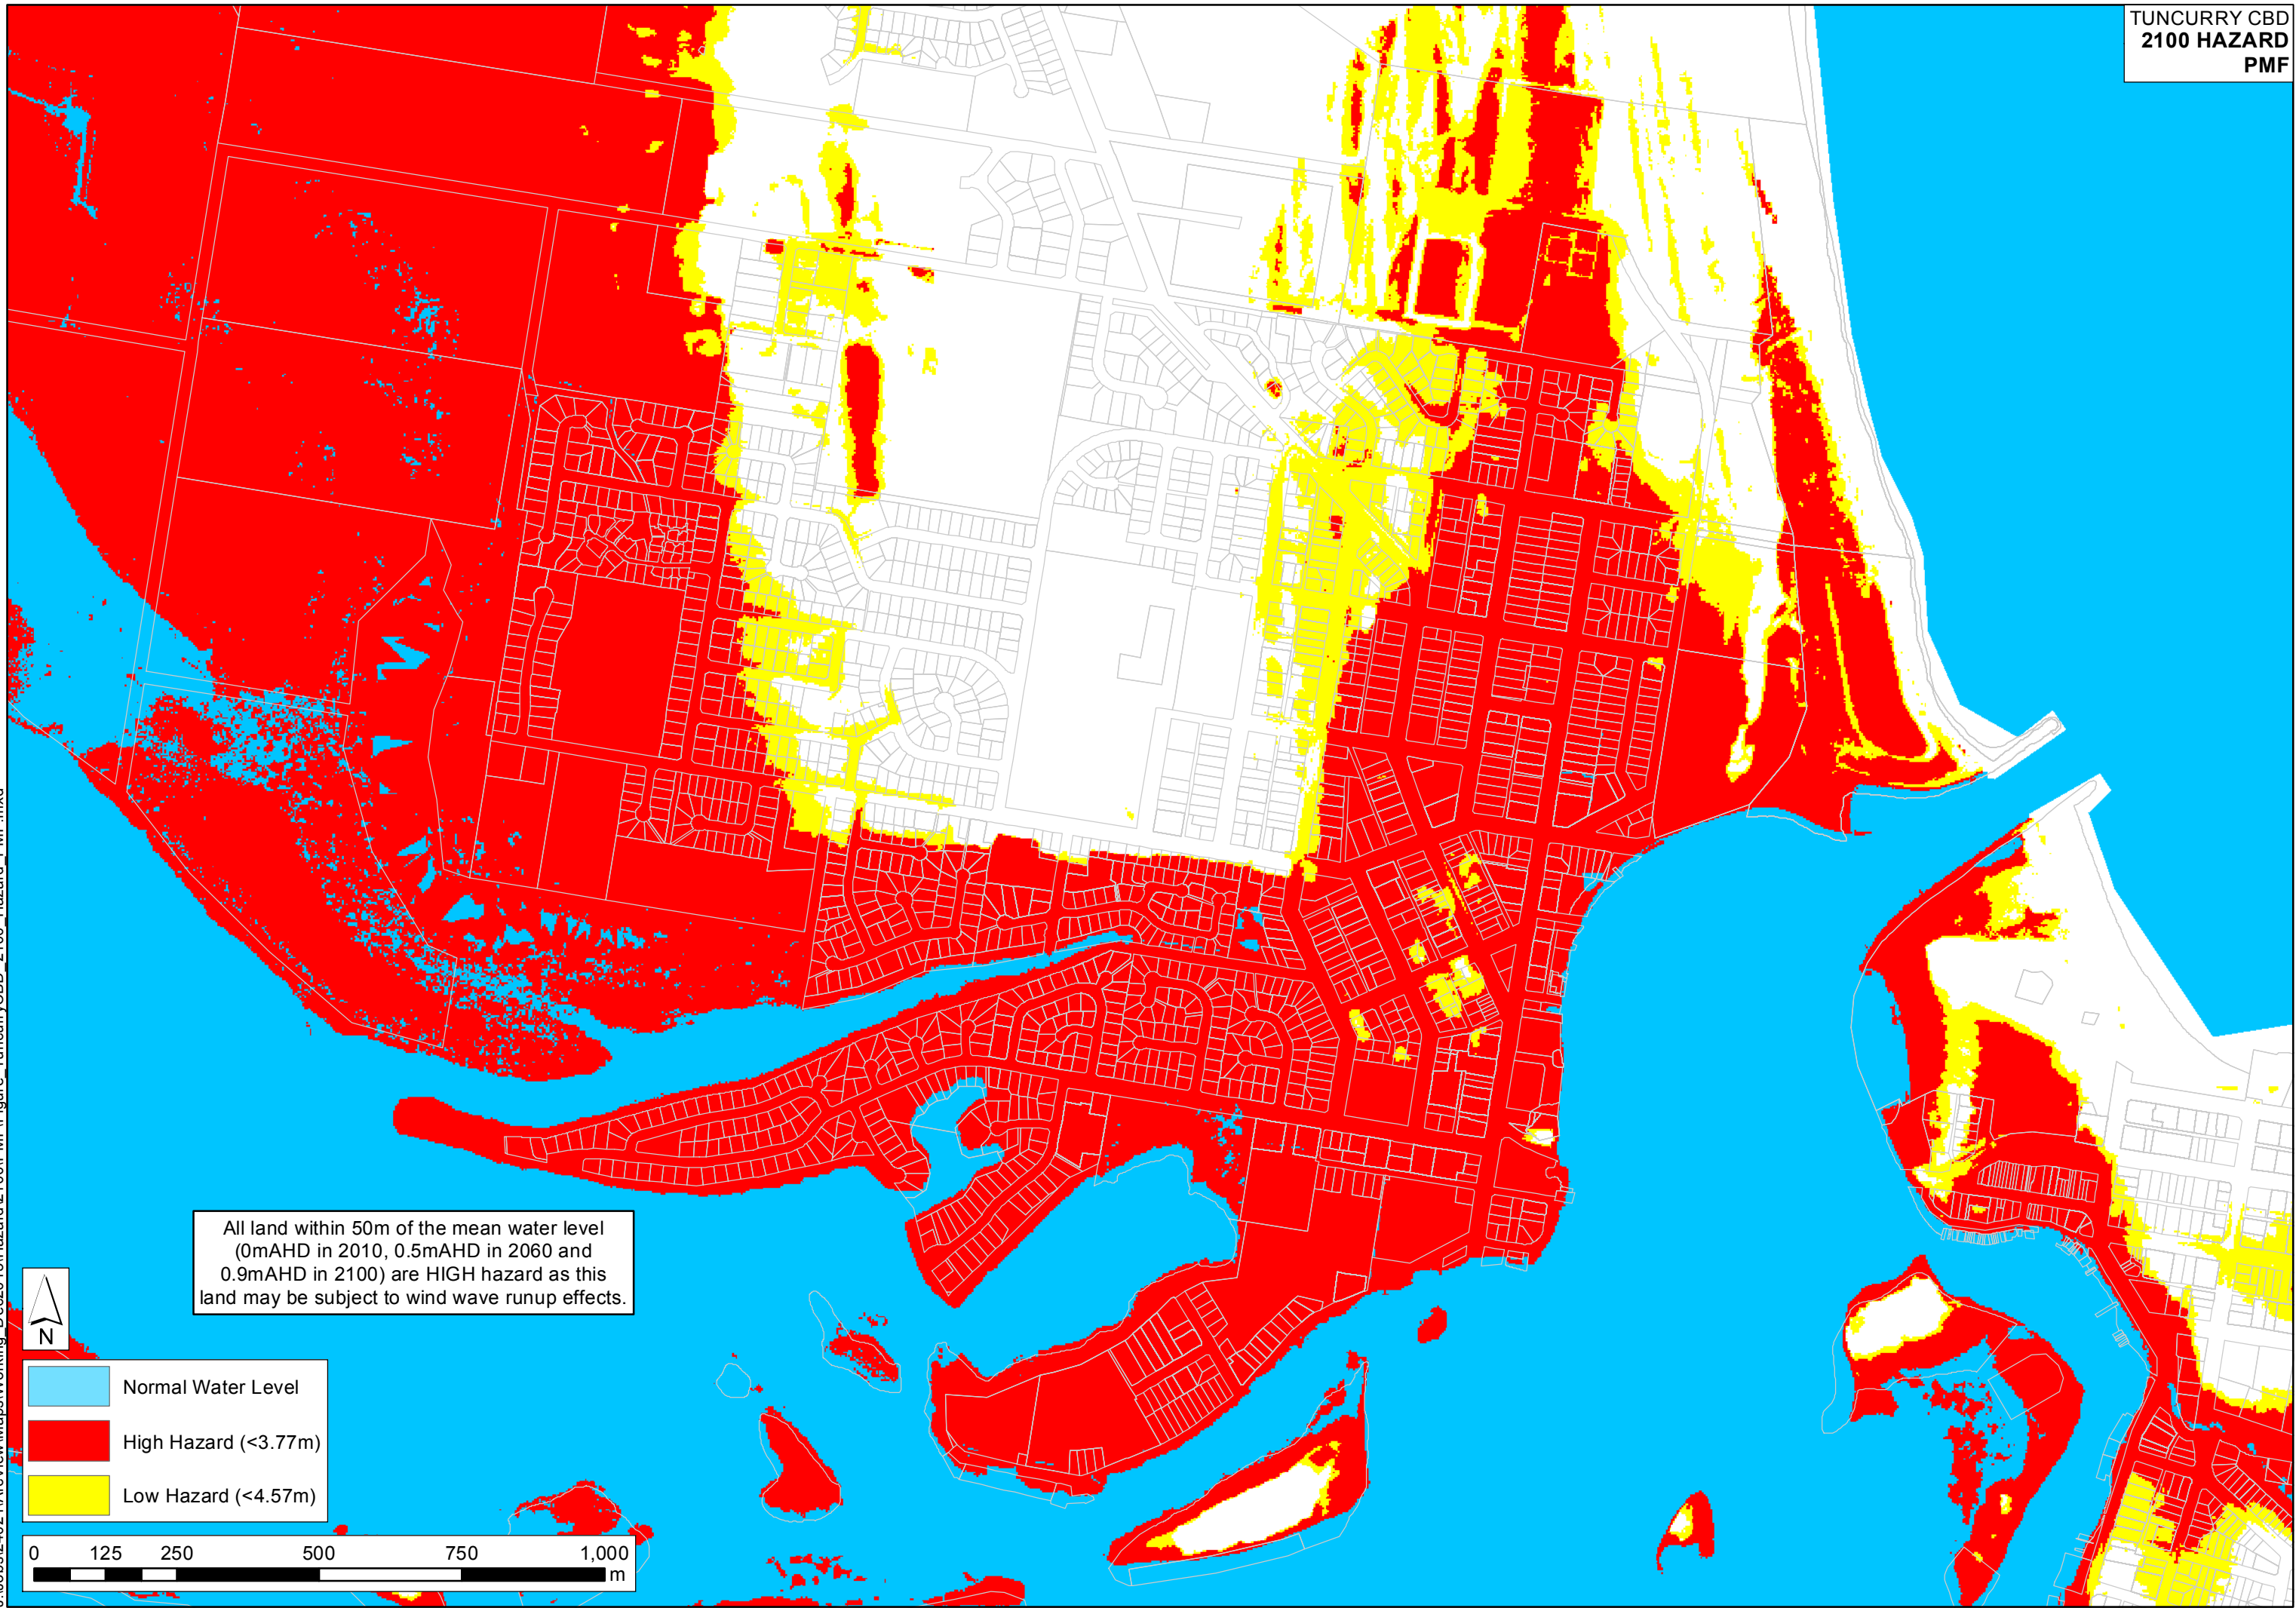 TUNCURRY CBD
2100 HAZARD
PMF
All land within 50m of the mean water level
(0mAHD in 2010, 0.5mAHD in 2060 and
0.9mAHD in 2100) are HIGH hazard as this
land may be subject to wind wave runup effects.
N
Normal Water Level
High Hazard (<3.77m)
Low Hazard (<4.57m)
0 125 250 500 750 1,000
m